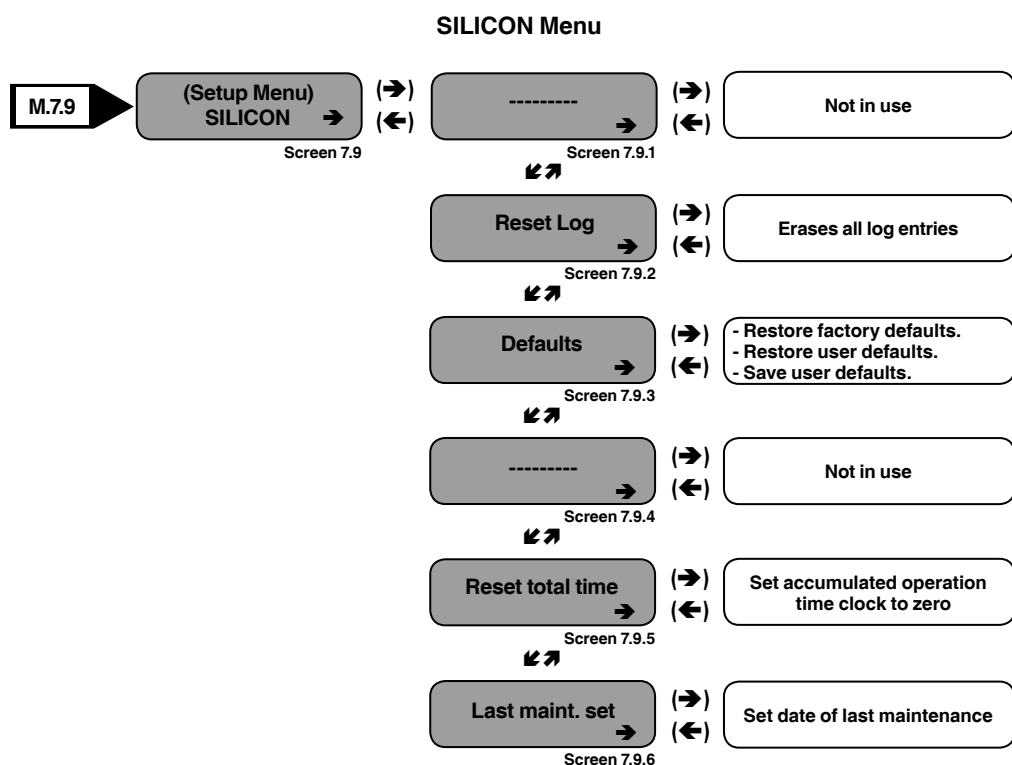 SILICON Menu
M.7.9
(Setup Menu)
SILICON ➔
Screen 7.9
(➔)
(←)
---------
➔
Screen 7.9.1
(➔)
(←)
Not in use
↙↗
Reset Log
➔
Screen 7.9.2
(➔)
(←)
Erases all log entries
↙↗
Defaults
➔
Screen 7.9.3
(➔)
(←)
- Restore factory defaults.
- Restore user defaults.
- Save user defaults.
↙↗
---------
➔
Screen 7.9.4
(➔)
(←)
Not in use
↙↗
Reset total time
➔
Screen 7.9.5
(➔)
(←)
Set accumulated operation
time clock to zero
↙↗
Last maint. set
➔
Screen 7.9.6
(➔)
(←)
Set date of last maintenance